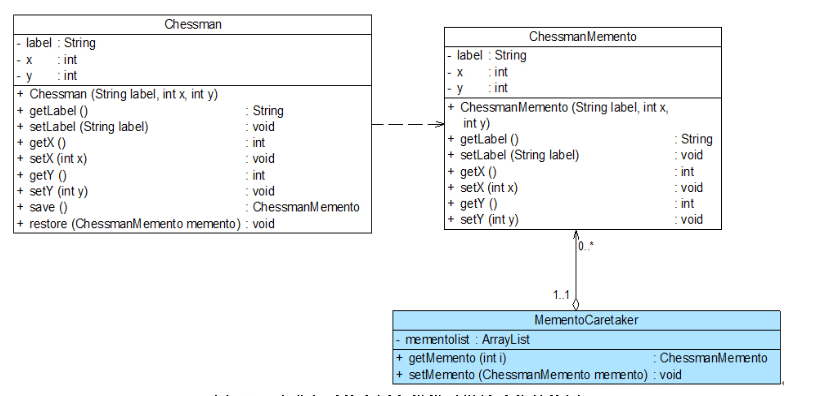 Chessman
- label : String
- x : int
- y : int
+ Chessman (String label, int x, int y)
+ getLabel () : String
+ setLabel (String label) : void
+ getX () : int
+ setX (int x) : void
+ getY () : int
+ setY (int y) : void
+ save () : ChessmanMemento
+ restore (ChessmanMemento memento) : void
ChessmanMemento
- label : String
- x : int
- y : int
+ ChessmanMemento (String label, int x,
int y)
+ getLabel () : String
+ setLabel (String label) : void
+ getX () : int
+ setX (int x) : void
+ getY () : int
+ setY (int y) : void
0..*
1..1
MementoCaretaker
- mementolist : ArrayList
+ getMemento (int i) : ChessmanMemento
+ setMemento (ChessmanMemento memento) : void